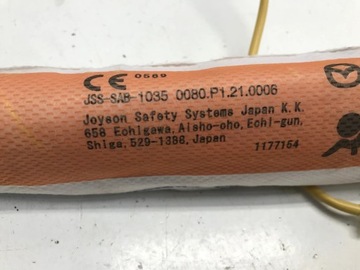 CE 0589
JSS-SAB-1035 0080.P1.21.0006
Joyson Safety Systems Japan K.K.
658 Echigawa, Aisho-cho, Echi-gun,
Shiga, 529-1388, Japan
1177154